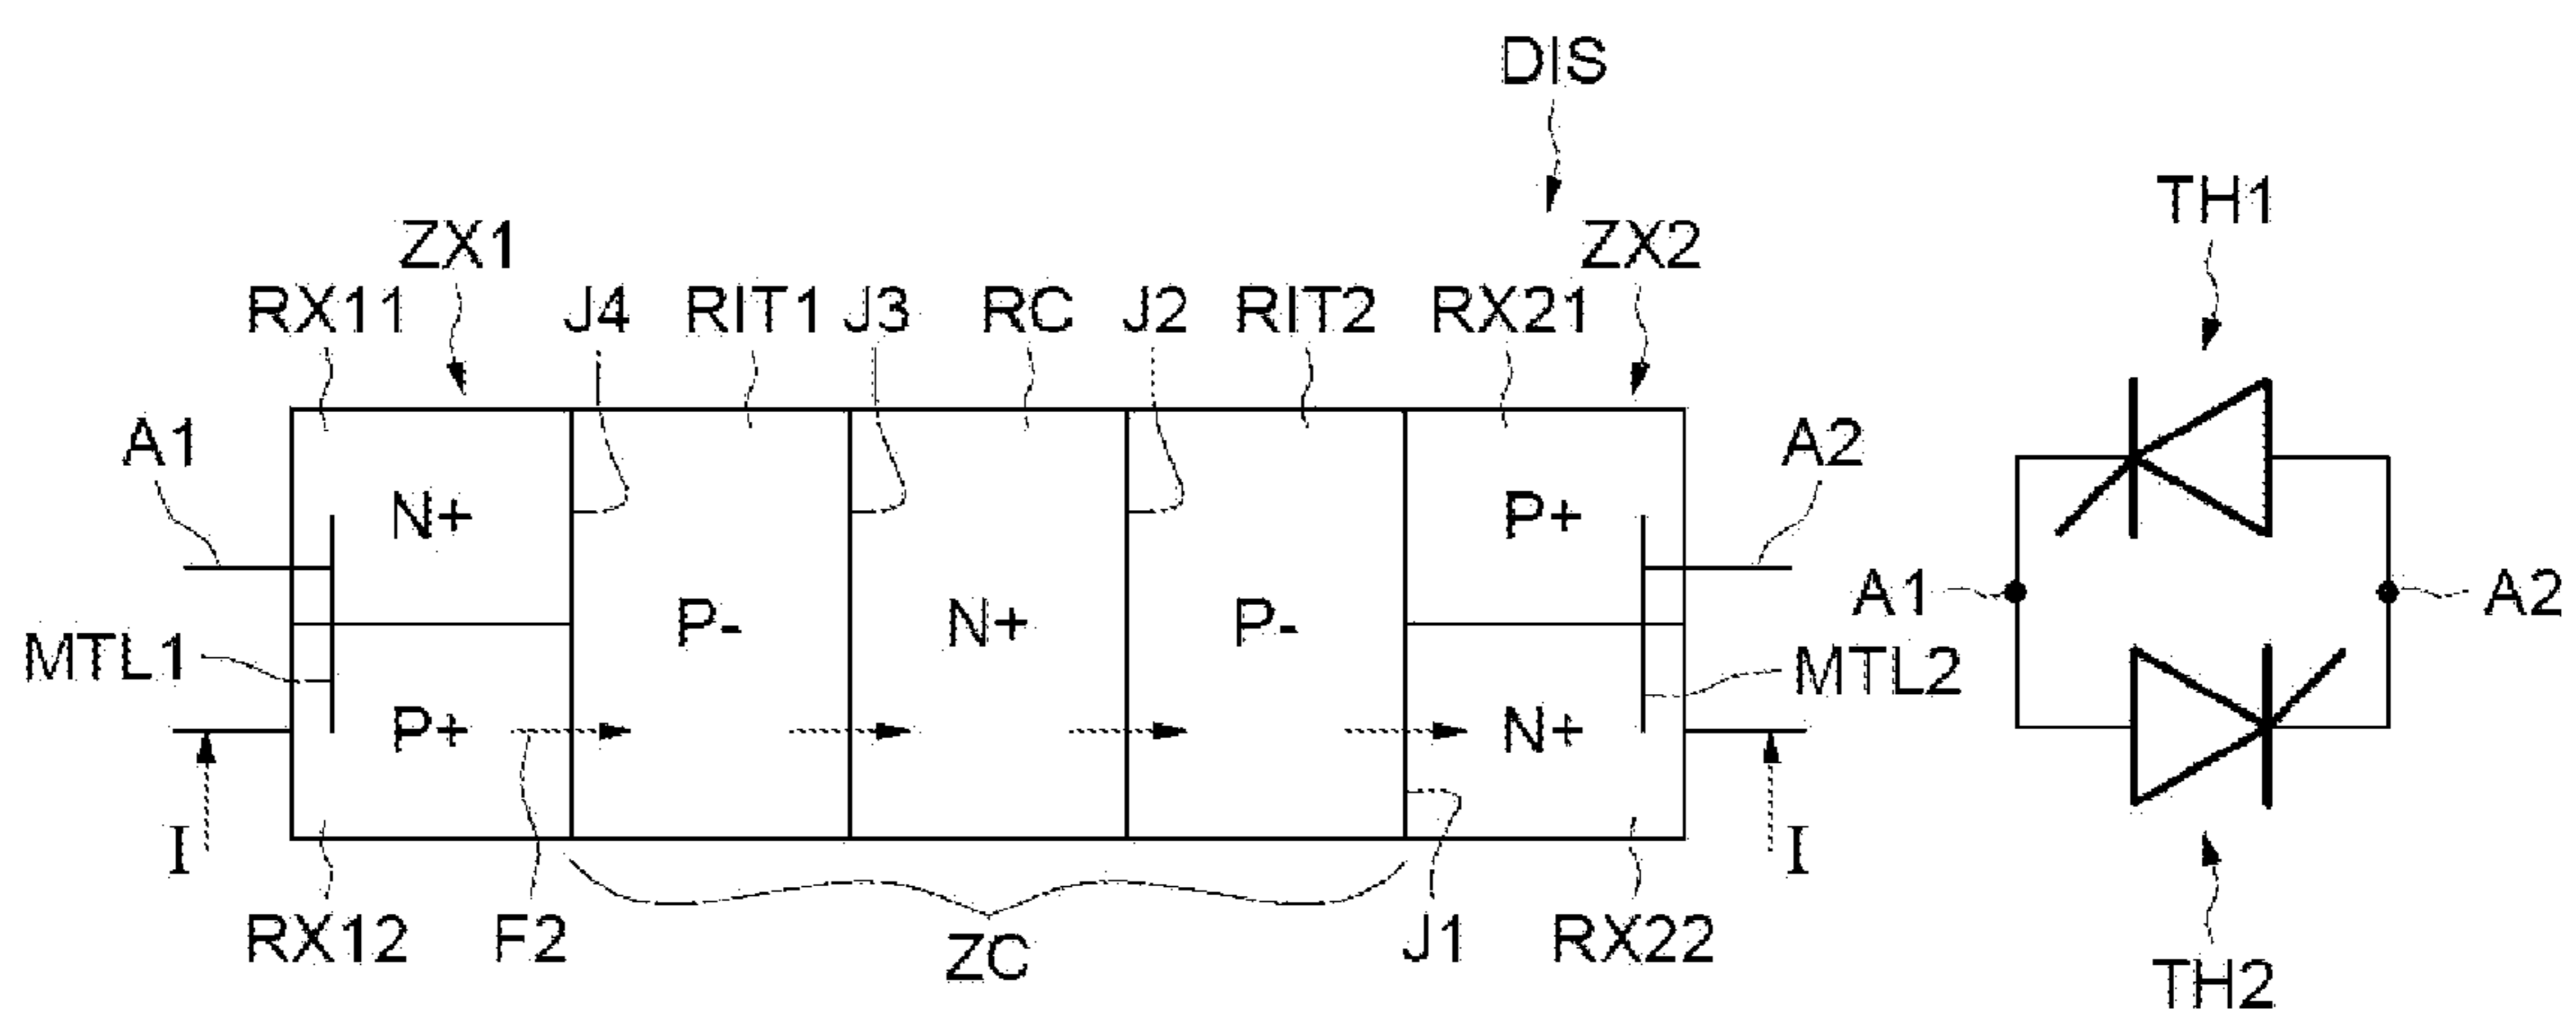 DIS
TH1
ZX1 ZX2
RX11 J4 RIT1 J3 RC J2 RIT2 RX21
A1 A2
N+ P+
A1 A2
P- N+ P-
MTL1 MTL2
P+ N+
I I
RX12 F2 ZC J1 RX22
TH2